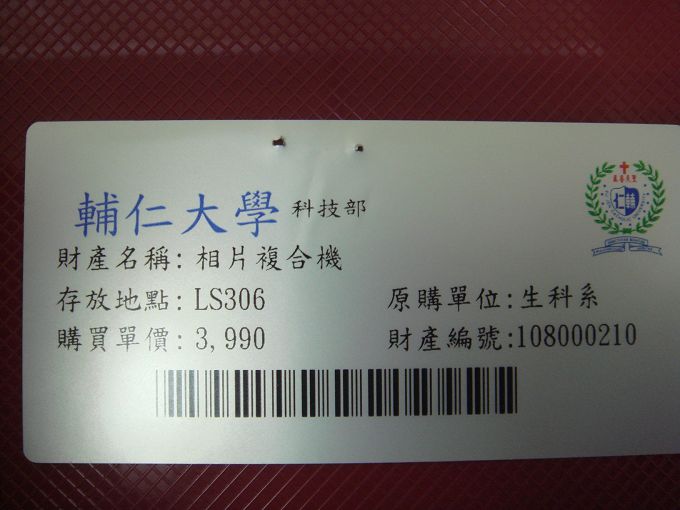 輔仁大學 科技部
財產名稱: 相片複合機
存放地點: LS306 原購單位: 生科系
購買單價: 3,990 財產編號:108000210
仁輔